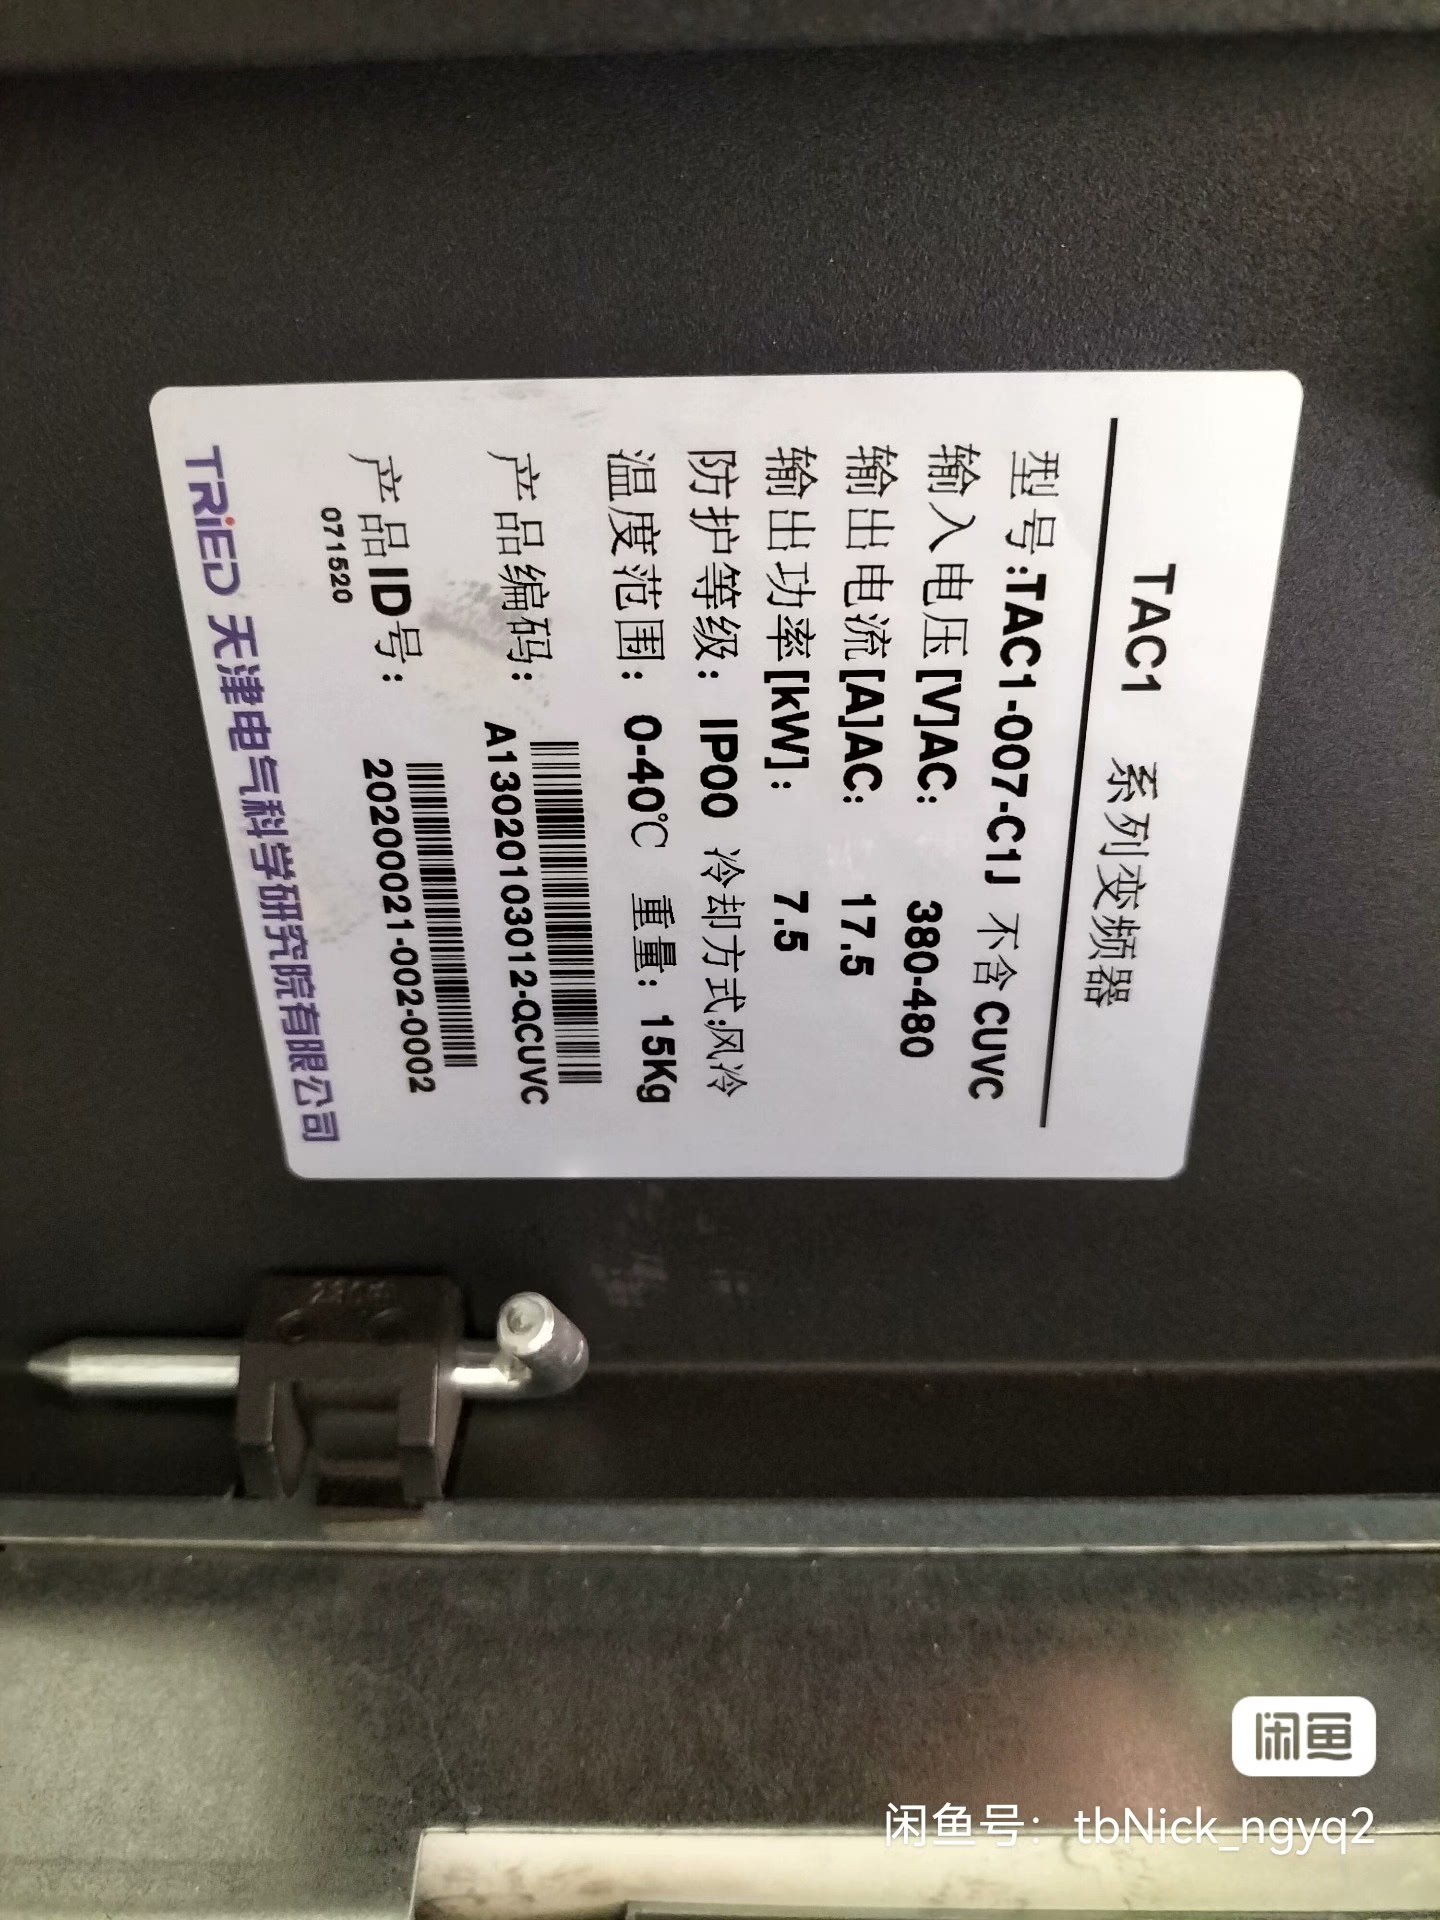 TAC1 系列变频器
型号:TAC1-007-C1J 不含 CUVC
输入电压[V]AC: 380-480
输出电流[A]AC: 17.5
输出功率[kW]: 7.5
防护等级: IP00 冷却方式:风冷
温度范围: 0-40℃ 重量: 15Kg
产品编码:
A130201030012-QCUVC
产品ID号:
202000021-002-0002
071520
TRiED 天津电气科学研究院有限公司
闲鱼
闲鱼号: tbNick_ngyq2